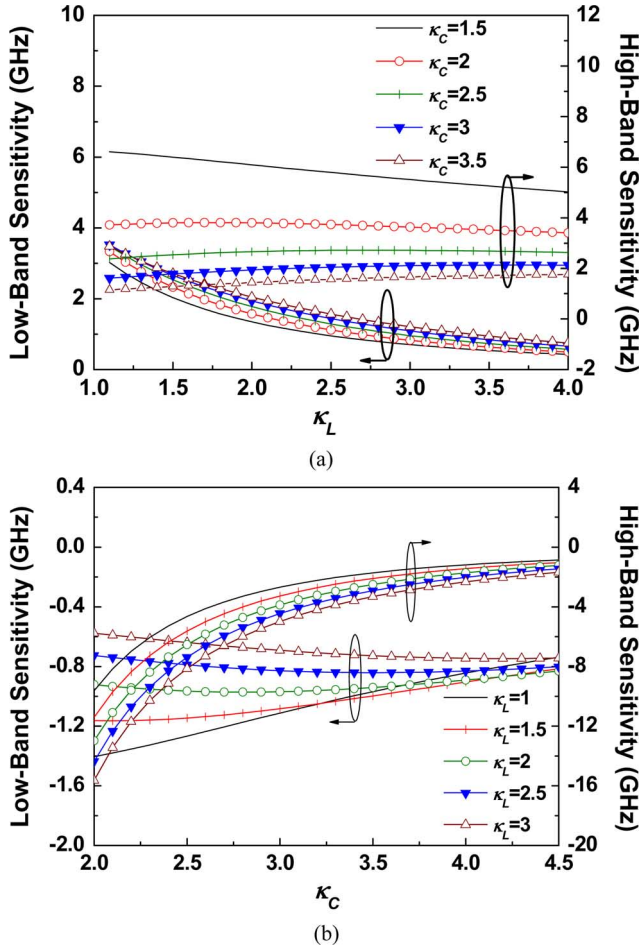 Low-Band Sensitivity (GHz)
10
8
6
4
2
0
κC=1.5
κC=2
κC=2.5
κC=3
κC=3.5
12
10
8
6
4
2
0
-2
High-Band Sensitivity (GHz)
1.0 1.5 2.0 2.5 3.0 3.5 4.0
κL
(a)
Low-Band Sensitivity (GHz)
0.4
0.0
-0.4
-0.8
-1.2
-1.6
-2.0
κL=1
κL=1.5
κL=2
κL=2.5
κL=3
4
0
-4
-8
-12
-16
-20
High-Band Sensitivity (GHz)
2.0 2.5 3.0 3.5 4.0 4.5
κC
(b)